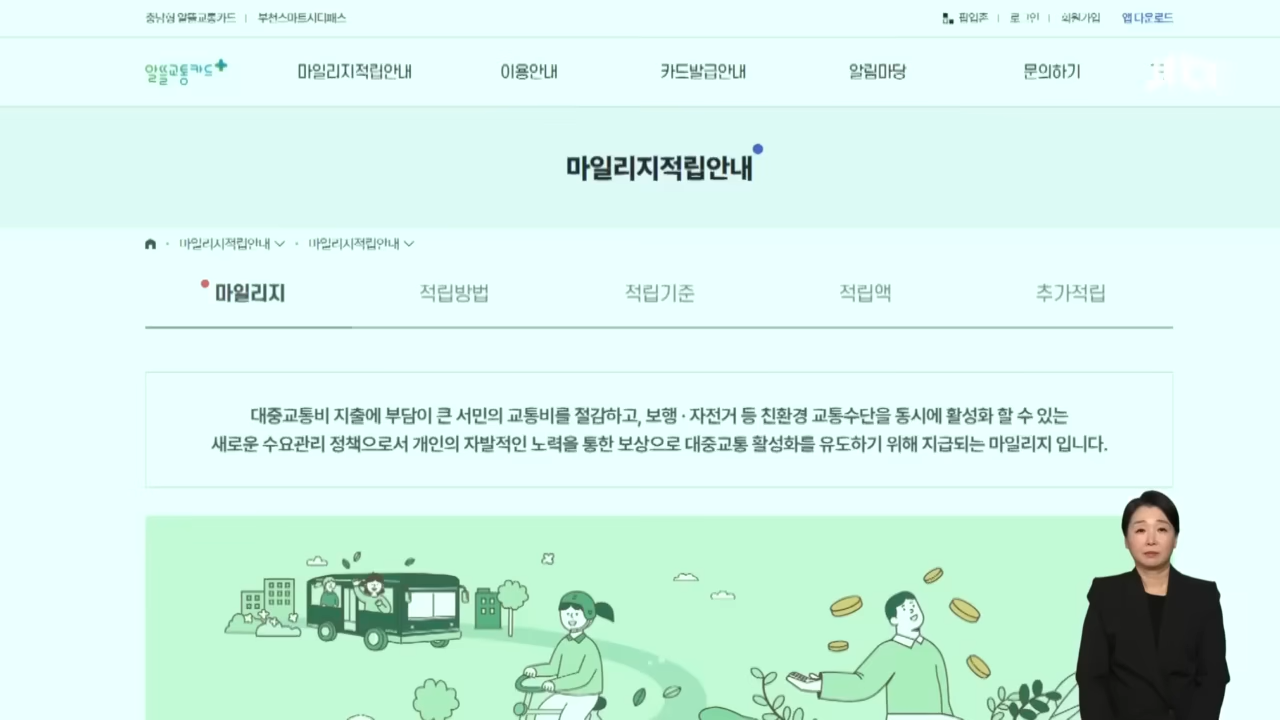 충남형 알뜰교통카드 | 부천스마트시티패스
팝업존 | 로그인 | 회원가입 앱 다운로드
알뜰교통카드+ 마일리지적립안내 이용안내 카드발급안내 알림마당 문의하기
마일리지적립안내
마일리지적립안내 마일리지적립안내
마일리지 적립방법 적립기준 적립액 추가적립
대중교통비 지출에 부담이 큰 서민의 교통비를 절감하고, 보행 · 자전거 등 친환경 교통수단을 동시에 활성화 할 수 있는
새로운 수요관리 정책으로서 개인의 자발적인 노력을 통한 보상으로 대중교통 활성화를 유도하기 위해 지급되는 마일리지 입니다.